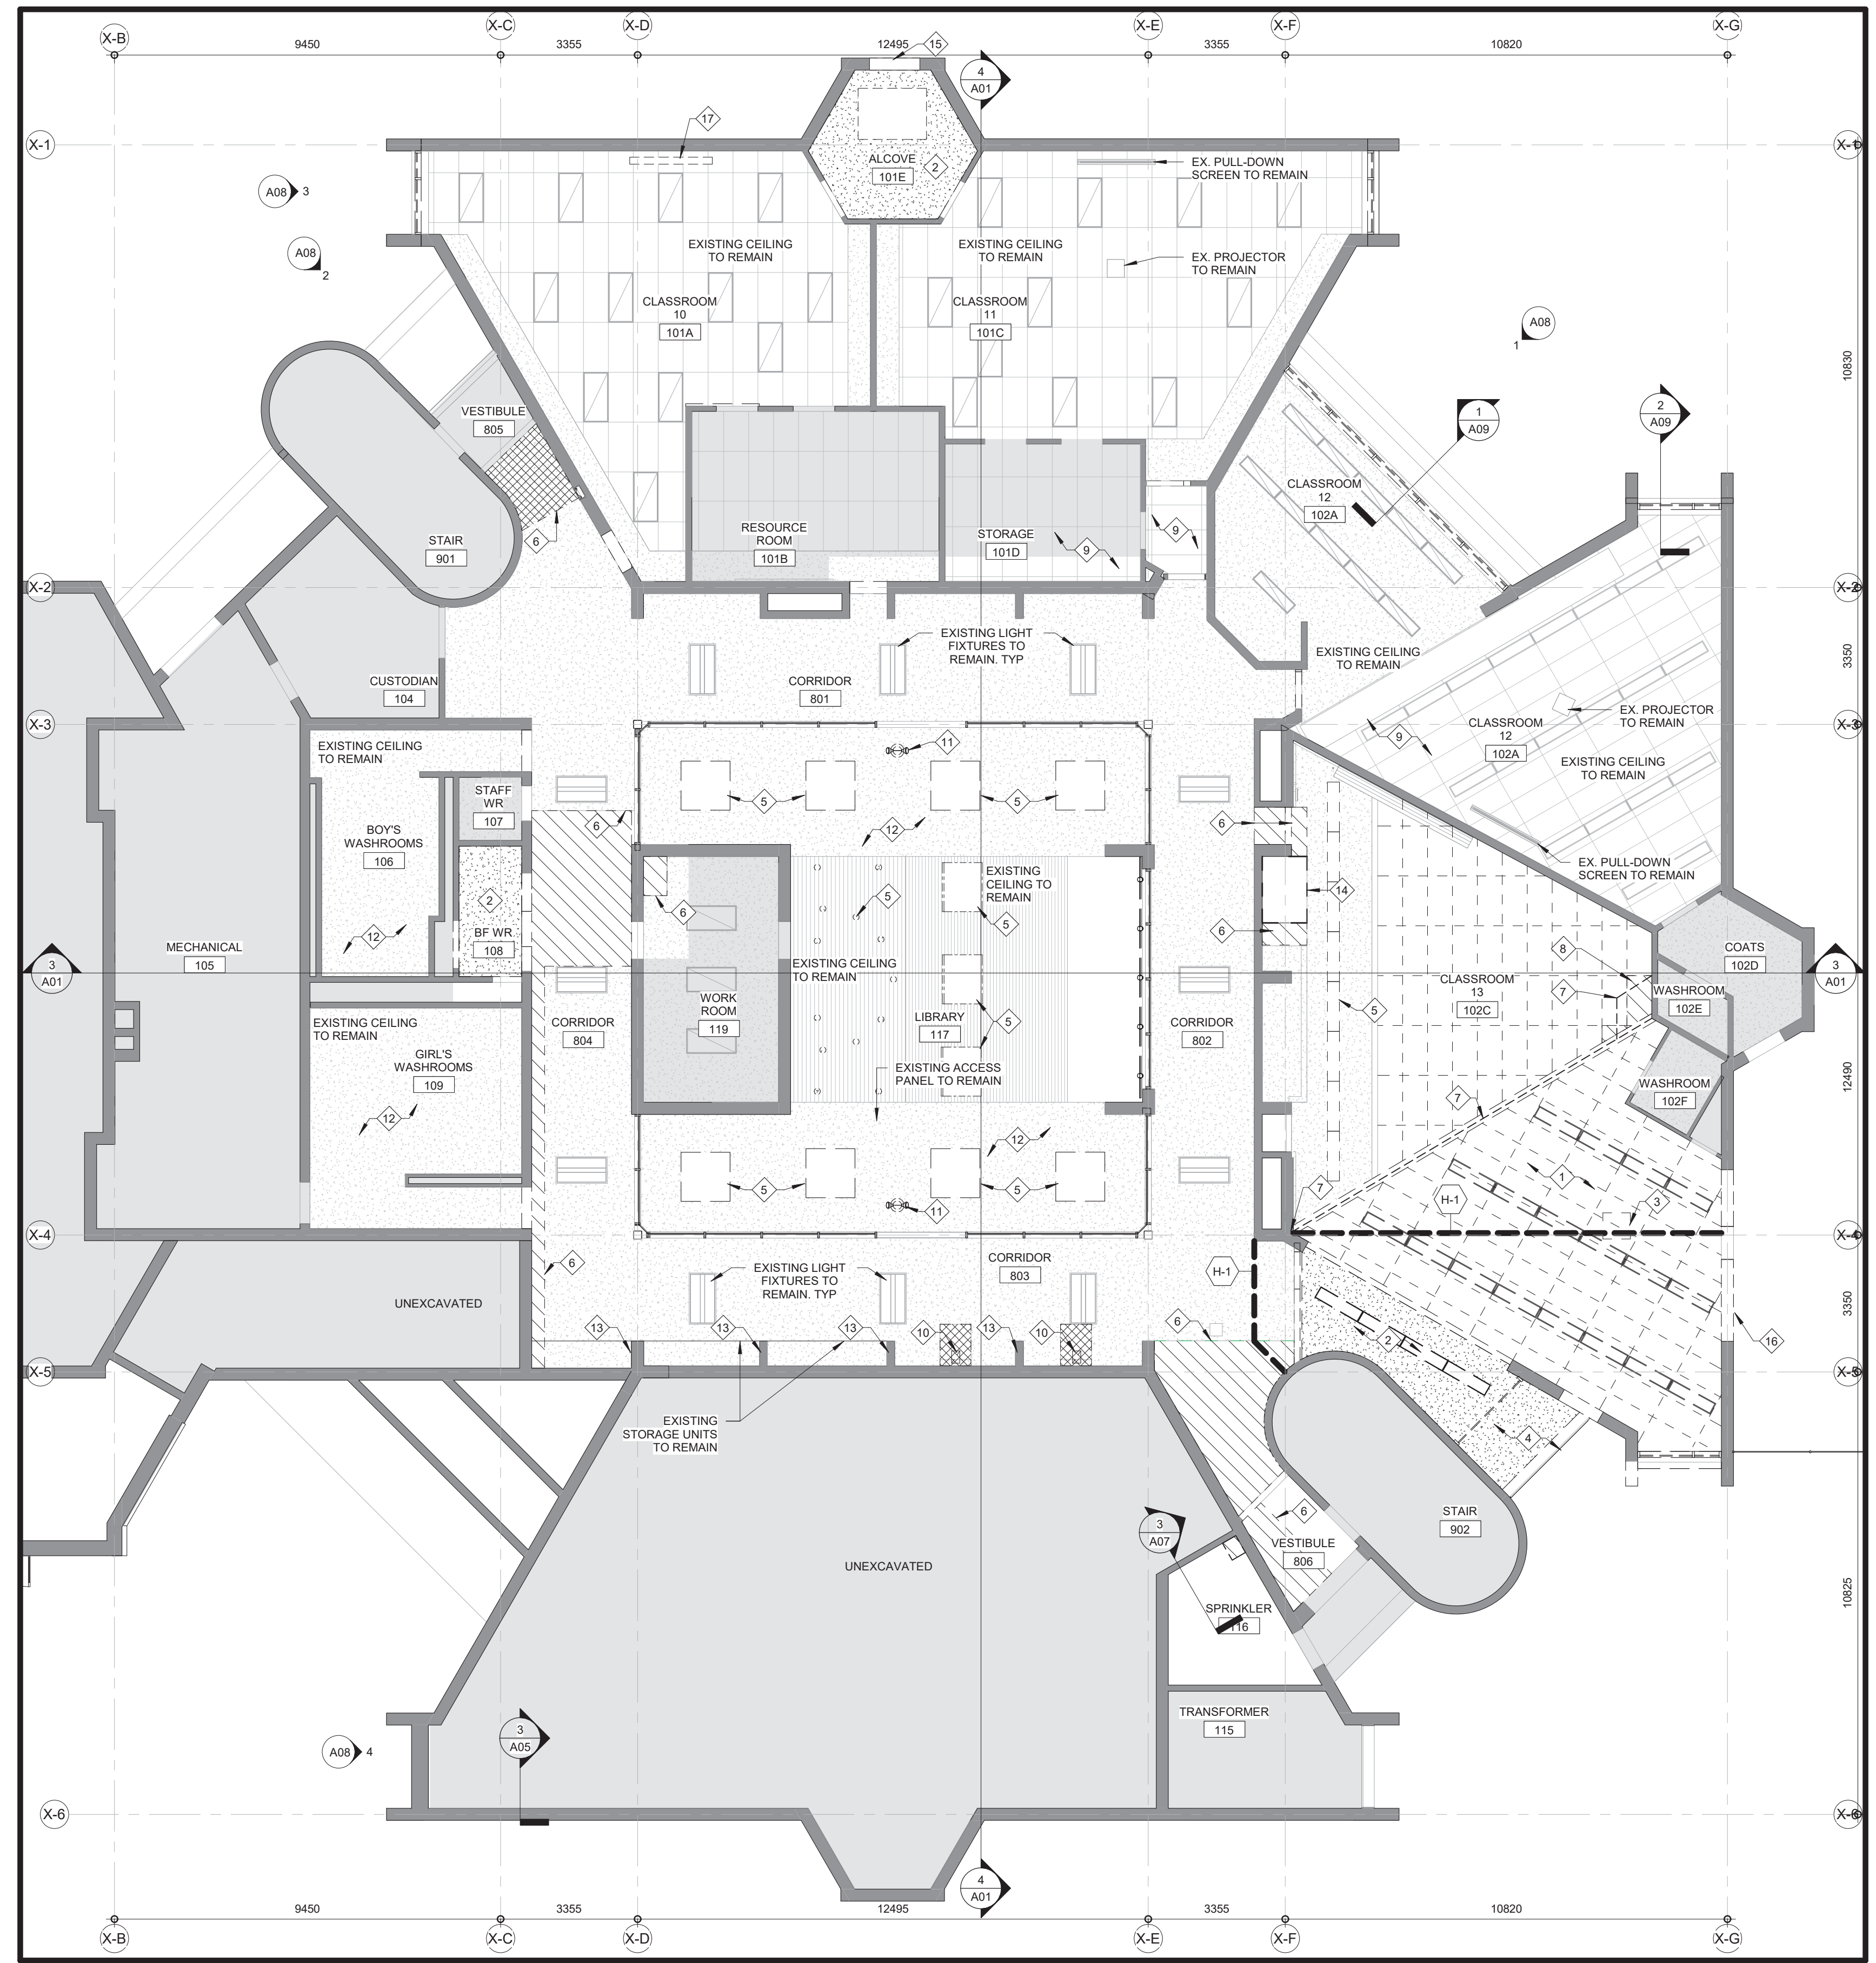 X-B
X-C
X-D
X-E
X-F
X-G
9450
3355
12495
3355
10820
15
4
A01
17
X-1
X-1
ALCOVE
101E
2
EX. PULL-DOWN
SCREEN TO REMAIN
A08
3
A08
2
EXISTING CEILING
TO REMAIN
EXISTING CEILING
TO REMAIN
EX. PROJECTOR
TO REMAIN
CLASSROOM
10
101A
CLASSROOM
11
101C
A08
1
10830
VESTIBULE
805
1
A09
2
A09
CLASSROOM
12
102A
STAIR
901
6
RESOURCE
ROOM
101B
STORAGE
101D
9
9
X-2
X-2
EXISTING LIGHT
FIXTURES TO
REMAIN. TYP
EXISTING CEILING
TO REMAIN
3350
CUSTODIAN
104
CORRIDOR
801
X-3
X-3
EX. PROJECTOR
TO REMAIN
CLASSROOM
12
102A
9
EXISTING CEILING
TO REMAIN
EXISTING CEILING
TO REMAIN
11
STAFF
WR
107
5
5
6
12
6
BOY'S
WASHROOMS
106
EX. PULL-DOWN
SCREEN TO REMAIN
EXISTING
CEILING TO
REMAIN
14
2
BF WR
108
6
5
5
6
12
MECHANICAL
105
3
A01
EXISTING CEILING
TO REMAIN
8
COATS
102D
3
A01
CLASSROOM
13
102C
7
WASHROOM
102E
WORK
ROOM
119
5
LIBRARY
117
5
CORRIDOR
804
CORRIDOR
802
EXISTING CEILING
TO REMAIN
GIRL'S
WASHROOMS
109
EXISTING ACCESS
PANEL TO REMAIN
WASHROOM
102F
7
12490
12
12
5
5
11
7
1
H-1
3
X-4
X-4
CORRIDOR
803
6
EXISTING LIGHT
FIXTURES TO
REMAIN. TYP
H-1
UNEXCAVATED
3350
13
13
13
10
13
10
6
2
16
X-5
X-5
EXISTING
STORAGE UNITS
TO REMAIN
4
6
STAIR
902
3
A07
VESTIBULE
806
UNEXCAVATED
10825
SPRINKLER
116
TRANSFORMER
115
3
A05
A08
4
X-6
X-6
4
A01
9450
3355
12495
3355
10820
X-B
X-C
X-D
X-E
X-F
X-G